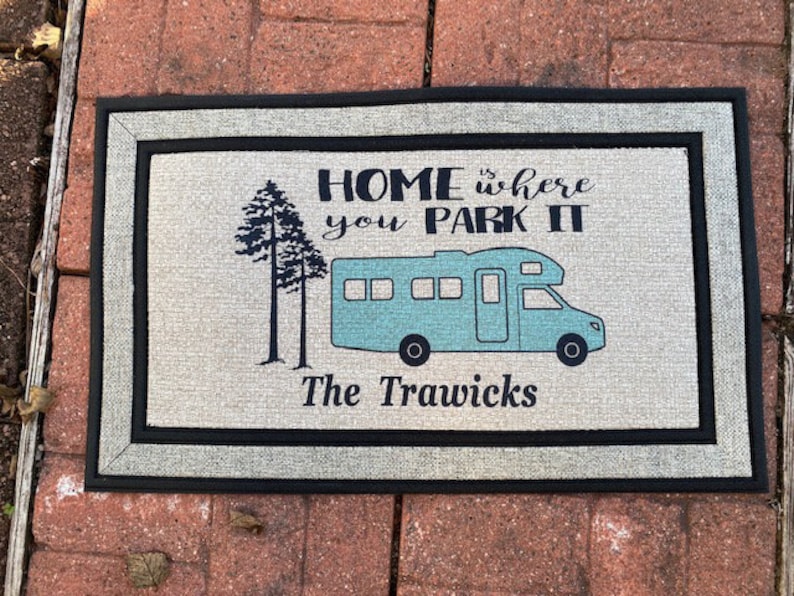 HOME is where
you PARK IT
The Trawicks